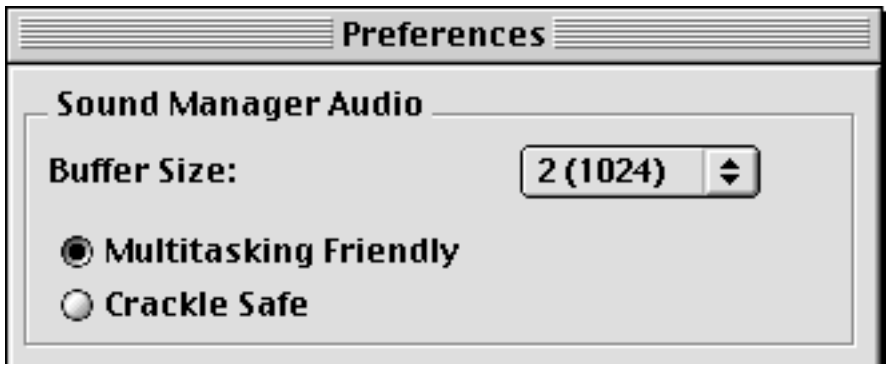 Preferences
Sound Manager Audio
Buffer Size: 2 (1024)
Multitasking Friendly
Crackle Safe